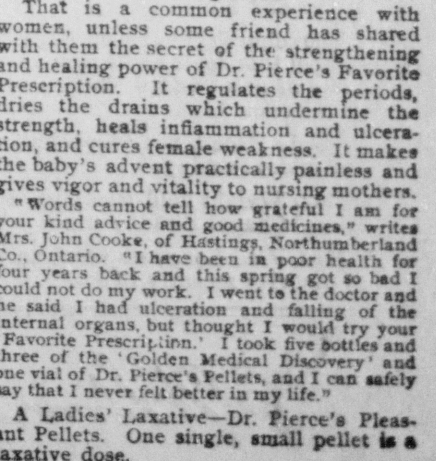 That is a common experience with
women, unless some friend has shared
with them the secret of the strengthening
and healing power of Dr. Pierce's Favorite
Prescription. It regulates the periods,
dries the drains which undermine the
strength, heals inflammation and ulcera-
tion, and cures female weakness. It makes
the baby's advent practically painless and
gives vigor and vitality to nursing mothers.
"Words cannot tell how grateful I am for
your kind advice and good medicines," writes
Mrs. John Cooke, of Hastings, Northumberland
Co., Ontario. "I have been in poor health for
four years back and this spring got so bad I
could not do my work. I went to the doctor and
he said I had ulceration and falling of the
internal organs, but thought I would try your
'Favorite Prescription.' I took five bottles and
three of the 'Golden Medical Discovery' and
one vial of Dr. Pierce's Pellets, and I can safely
say that I never felt better in my life."
A Ladies' Laxative—Dr. Pierce's Pleas-
ant Pellets. One single, small pellet is a
laxative dose.